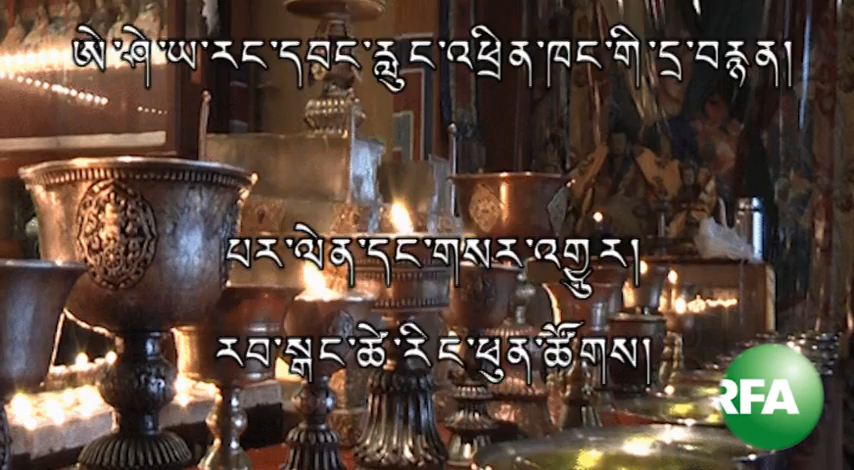 ཨེ་ཤེ་ཡ་རང་དབང་རླུང་འཕྲིན་ཁང་གི་དྲ་བརྙན།
པར་ལེན་དང་གསར་འགྱུར།
རབ་སྒང་ཚེ་རིང་ཕུན་ཚོགས།
RFA